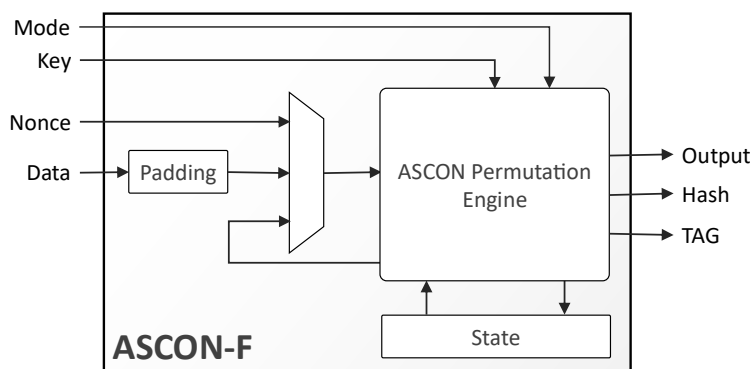 Mode
Key
Nonce
Data
Padding
ASCON Permutation
Engine
Output
Hash
TAG
State
ASCON-F